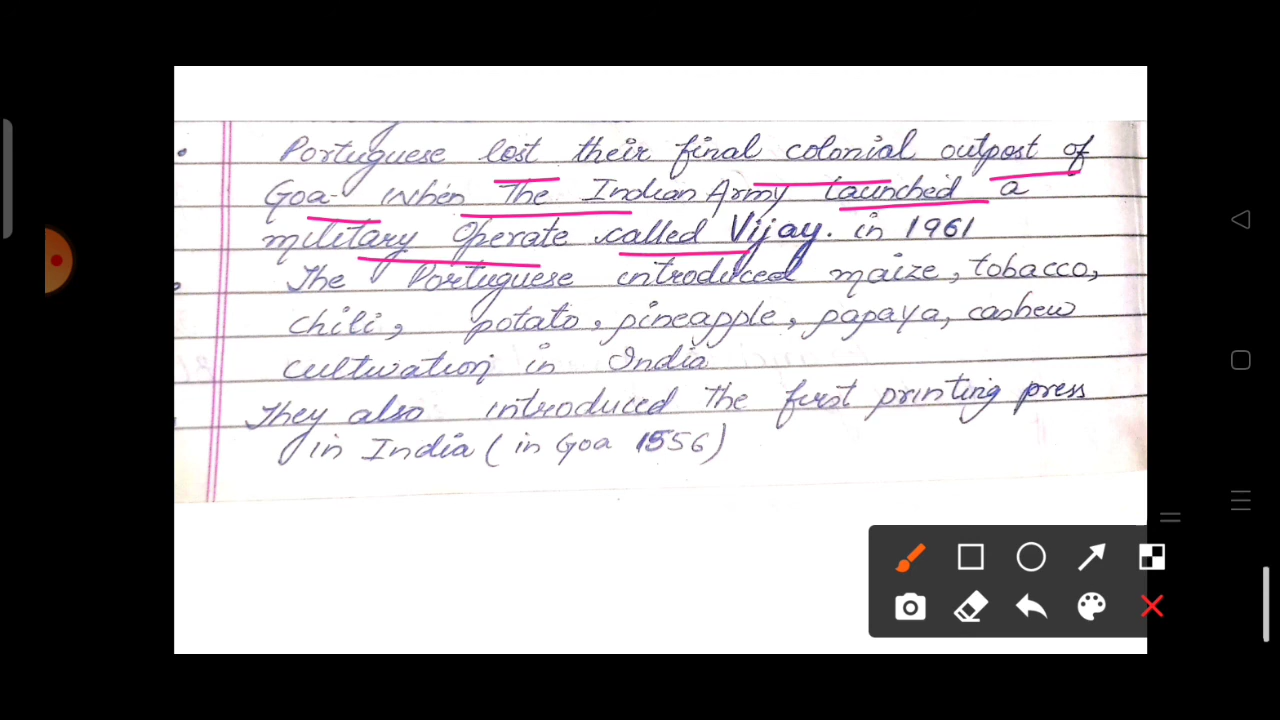 Portuguese lost their final colonial outpost of
Goa- when the Indian Army launched a
military Operate called Vijay. in 1961
The Portuguese introduced maize, tobacco,
chili, potato, pineapple, papaya, cashew
cultivation in India
They also introduced the first printing press
in India (in Goa 1556)